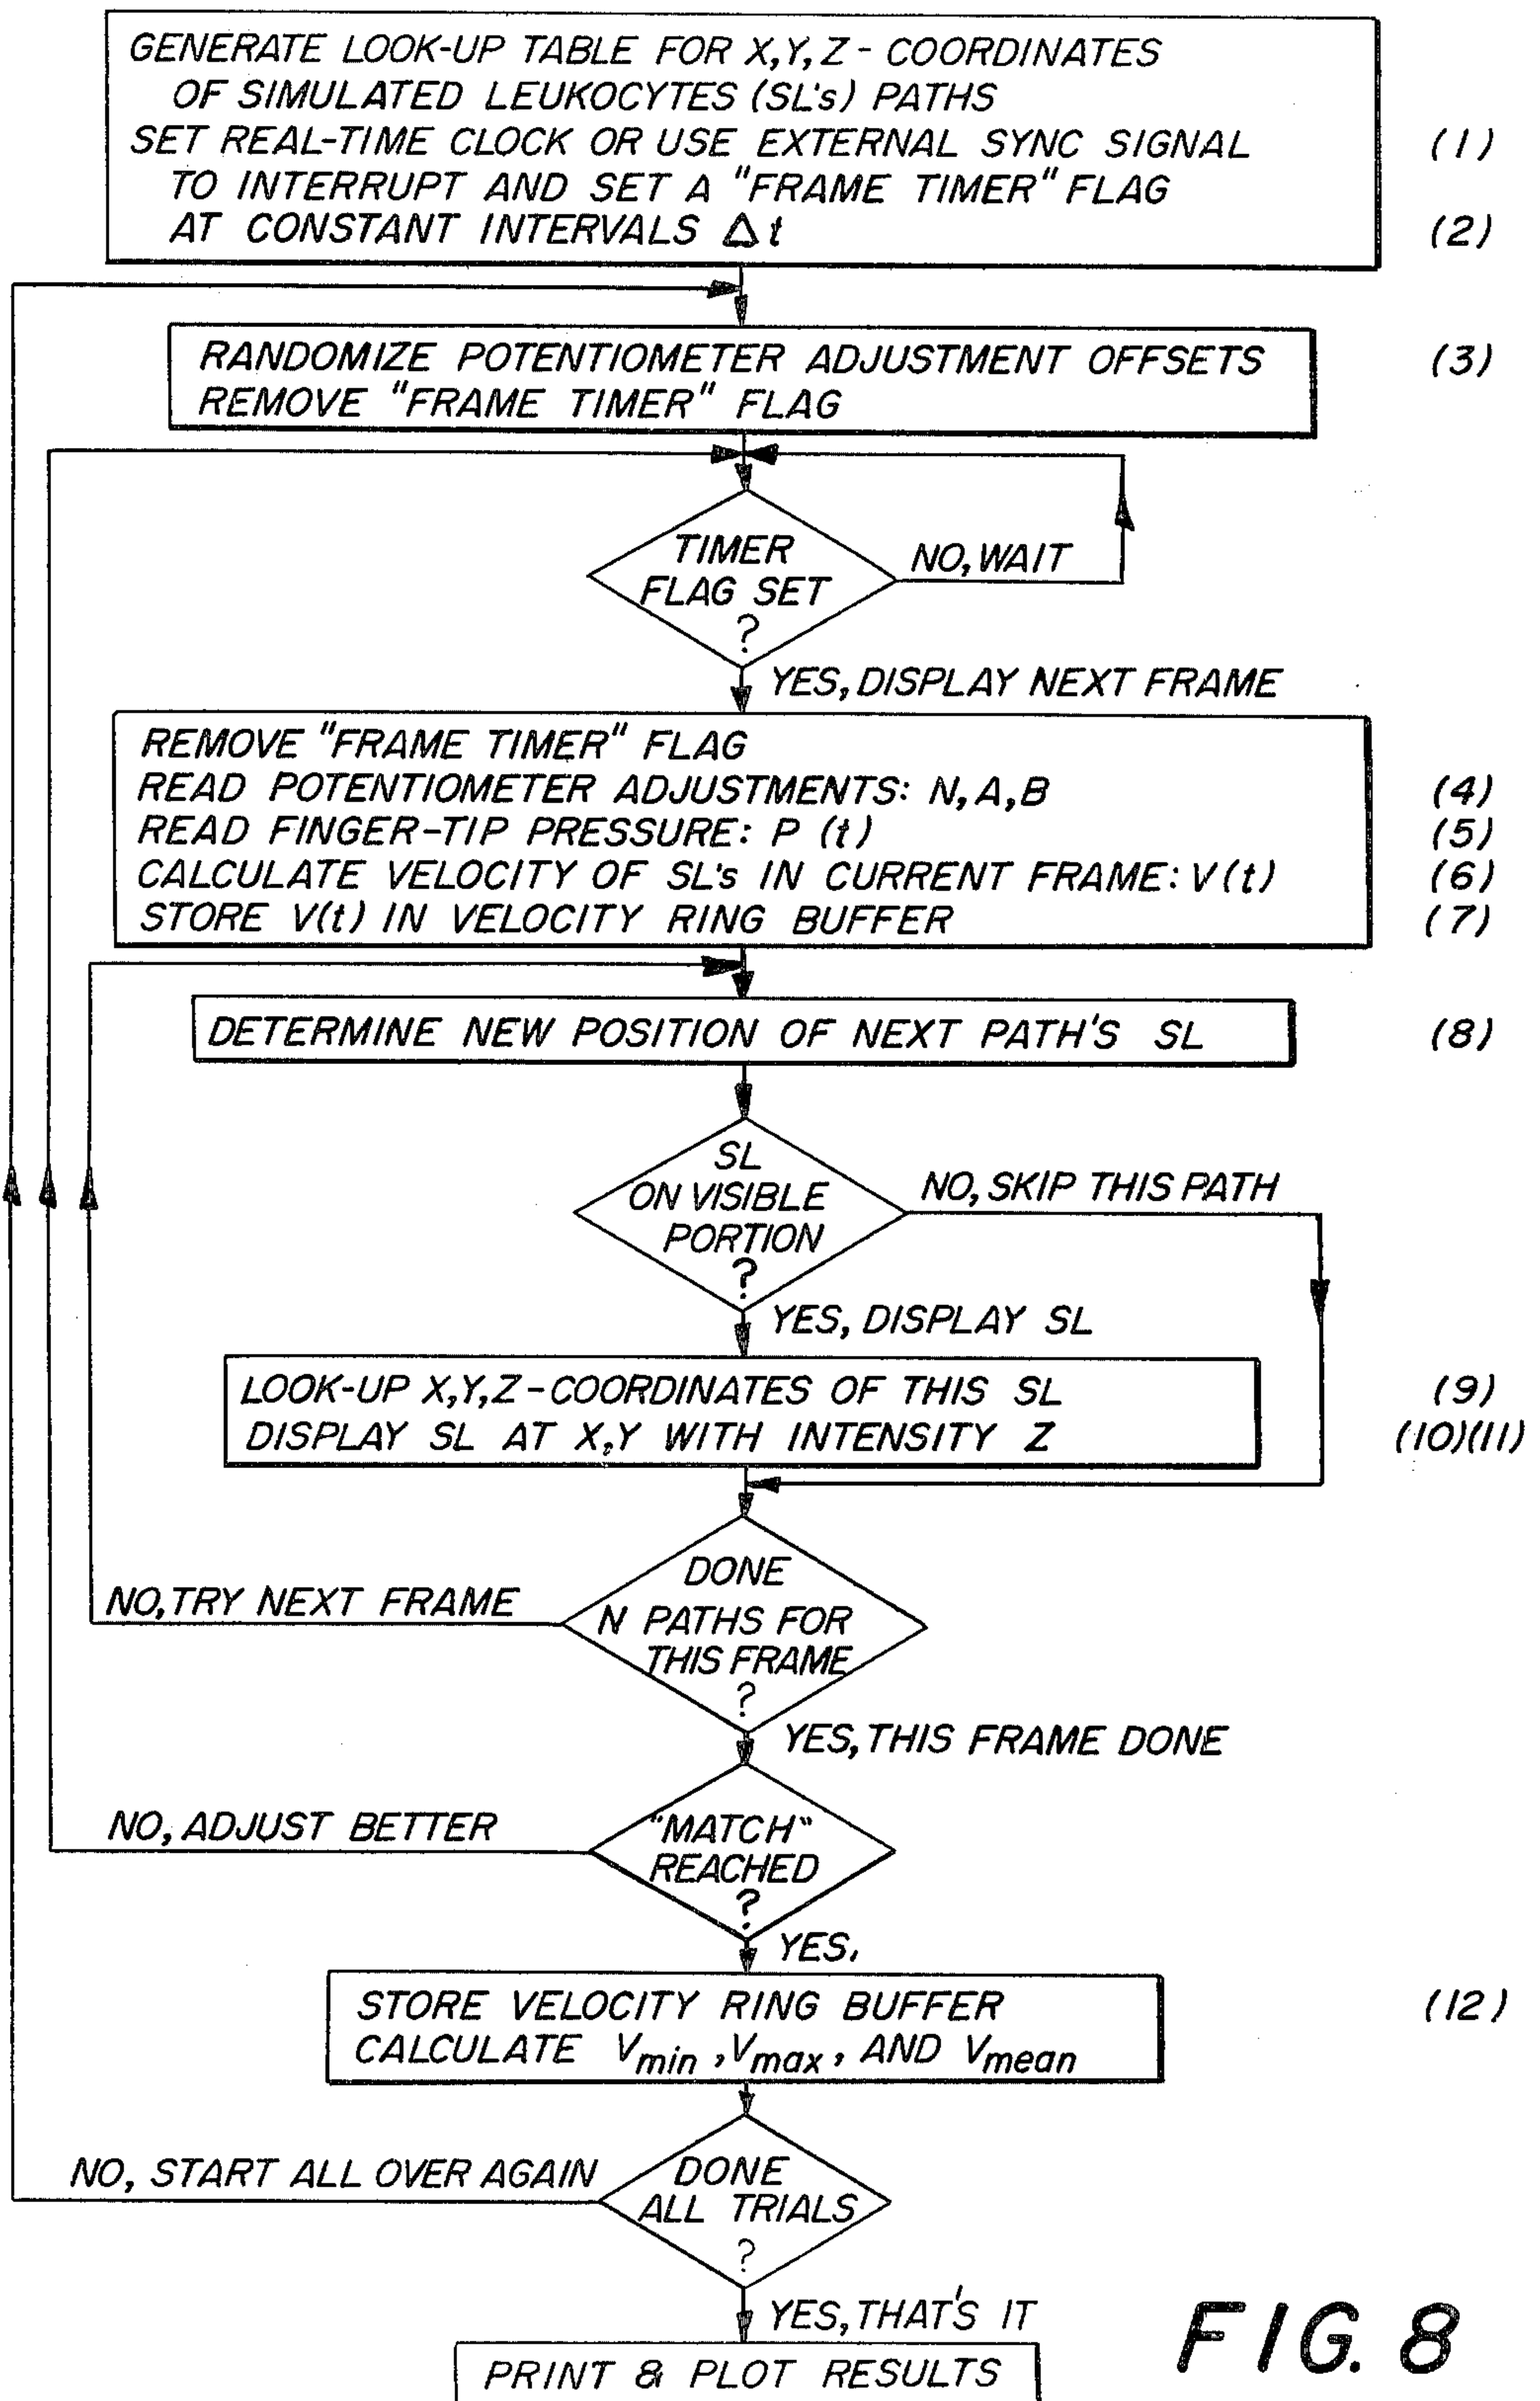 GENERATE LOOK-UP TABLE FOR X,Y,Z - COORDINATES
OF SIMULATED LEUKOCYTES (SL's) PATHS
SET REAL-TIME CLOCK OR USE EXTERNAL SYNC SIGNAL (1)
TO INTERRUPT AND SET A "FRAME TIMER" FLAG
AT CONSTANT INTERVALS Δt (2)
RANDOMIZE POTENTIOMETER ADJUSTMENT OFFSETS (3)
REMOVE "FRAME TIMER" FLAG
TIMER
FLAG SET
?
NO, WAIT
YES, DISPLAY NEXT FRAME
REMOVE "FRAME TIMER" FLAG
READ POTENTIOMETER ADJUSTMENTS: N, A, B (4)
READ FINGER-TIP PRESSURE: P (t) (5)
CALCULATE VELOCITY OF SL's IN CURRENT FRAME: V(t) (6)
STORE V(t) IN VELOCITY RING BUFFER (7)
DETERMINE NEW POSITION OF NEXT PATH'S SL (8)
SL
ON VISIBLE
PORTION
?
NO, SKIP THIS PATH
YES, DISPLAY SL
LOOK-UP X,Y,Z-COORDINATES OF THIS SL (9)
DISPLAY SL AT X,Y WITH INTENSITY Z (10)(11)
DONE
N PATHS FOR
THIS FRAME
?
NO, TRY NEXT FRAME
YES, THIS FRAME DONE
"MATCH"
REACHED
?
NO, ADJUST BETTER
YES,
STORE VELOCITY RING BUFFER (12)
CALCULATE Vmin, Vmax, AND Vmean
DONE
ALL TRIALS
?
NO, START ALL OVER AGAIN
YES, THAT'S IT
PRINT & PLOT RESULTS
FIG. 8